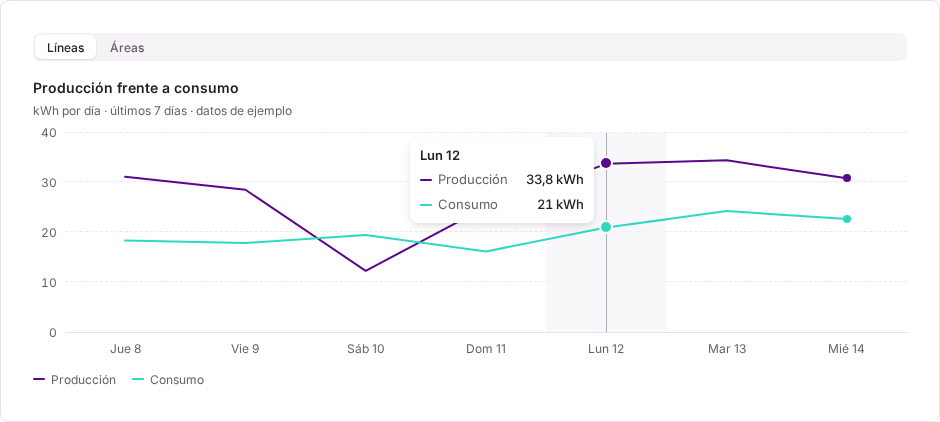 Líneas Áreas
Producción frente a consumo
kWh por día · últimos 7 días · datos de ejemplo
40
30
20
10
0
Lun 12
Producción 33,8 kWh
Consumo 21 kWh
Jue 8 Vie 9 Sáb 10 Dom 11 Lun 12 Mar 13 Mié 14
Producción Consumo